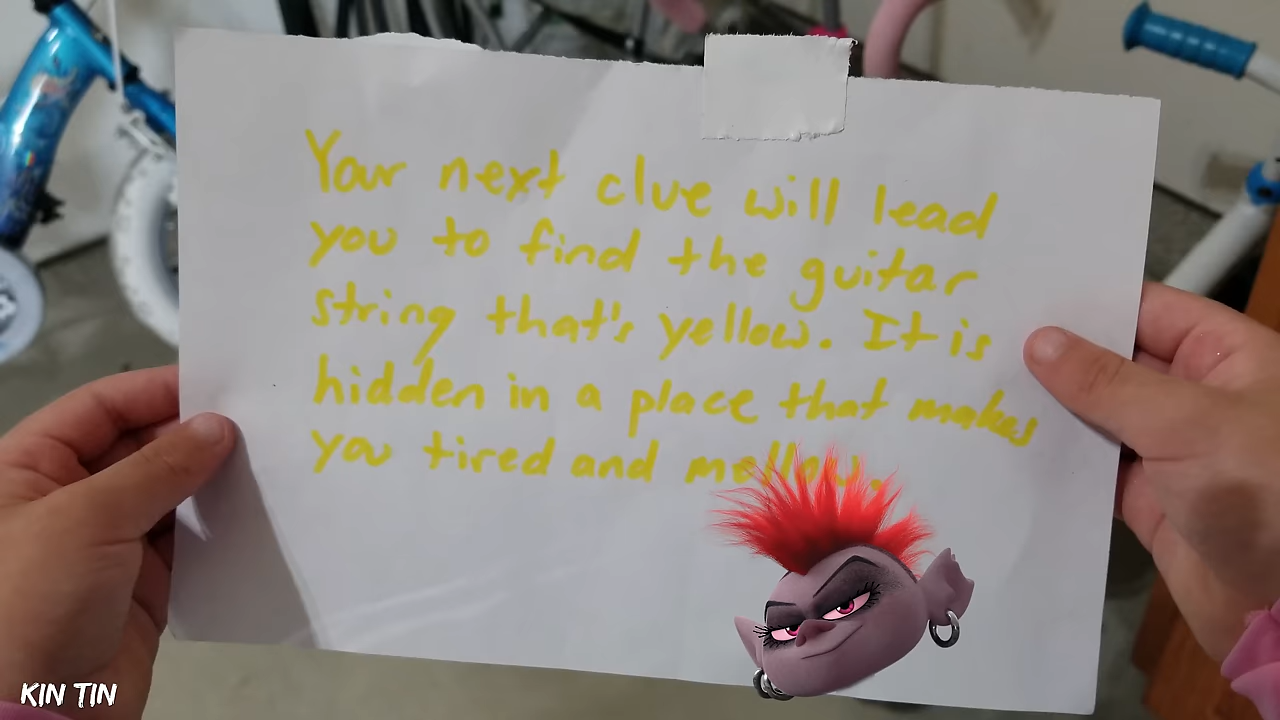 Your next clue will lead
you to find the guitar
string that's yellow. It is
hidden in a place that makes
you tired and mellow.
KIN TIN